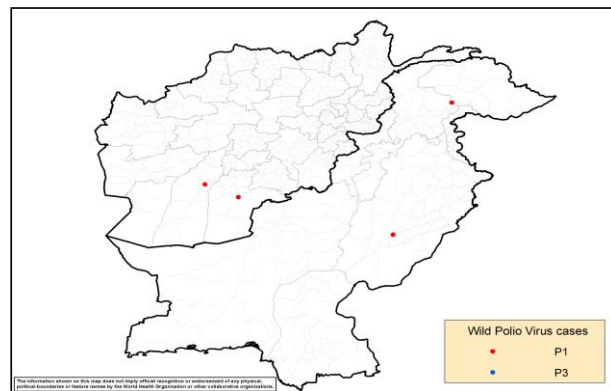 Wild Polio Virus cases
P1
P3
The information shown on this map does not imply official recognition or endorsement of any physical,
political boundaries or feature names by the World Health Organization or other collaborative organizations.